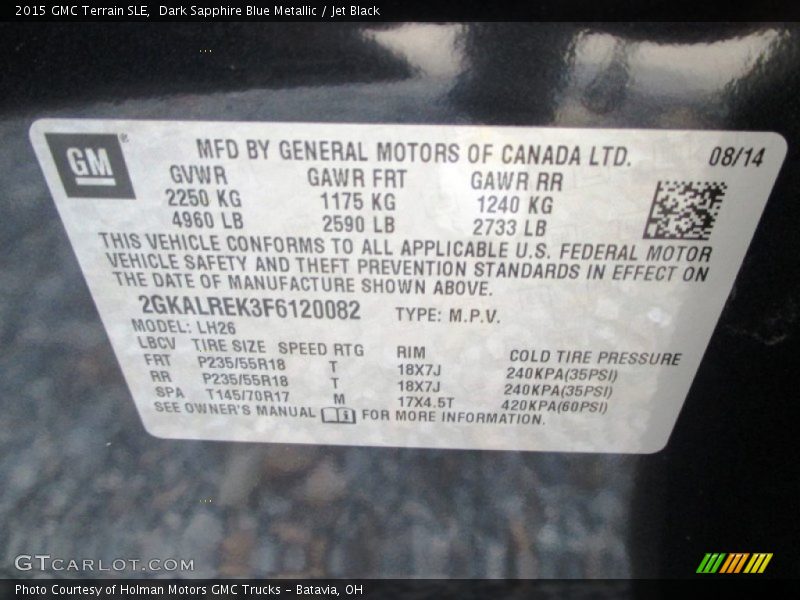 2015 GMC Terrain SLE,  Dark Sapphire Blue Metallic / Jet Black
GM®
MFD BY GENERAL MOTORS OF CANADA LTD. 08/14
GVWR GAWR FRT GAWR RR
2250 KG 1175 KG 1240 KG
4960 LB 2590 LB 2733 LB
THIS VEHICLE CONFORMS TO ALL APPLICABLE U.S. FEDERAL MOTOR
VEHICLE SAFETY AND THEFT PREVENTION STANDARDS IN EFFECT ON
THE DATE OF MANUFACTURE SHOWN ABOVE.
2GKALREK3F6120082 TYPE: M.P.V.
MODEL: LH26
LBCV TIRE SIZE SPEED RTG RIM COLD TIRE PRESSURE
FRT P235/55R18 T 18X7J 240KPA(35PSI)
RR P235/55R18 T 18X7J 240KPA(35PSI)
SPA T145/70R17 M 17X4.5T 420KPA(60PSI)
SEE OWNER'S MANUAL FOR MORE INFORMATION.
GTCARLOT.COM
Photo Courtesy of Holman Motors GMC Trucks - Batavia, OH